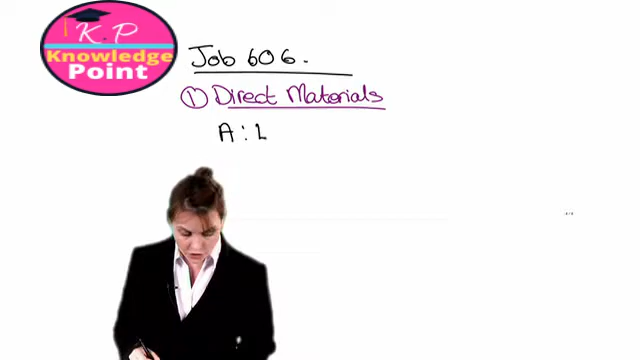 K.P
Knowledge
Point
Job 606.
① Direct Materials
A : L